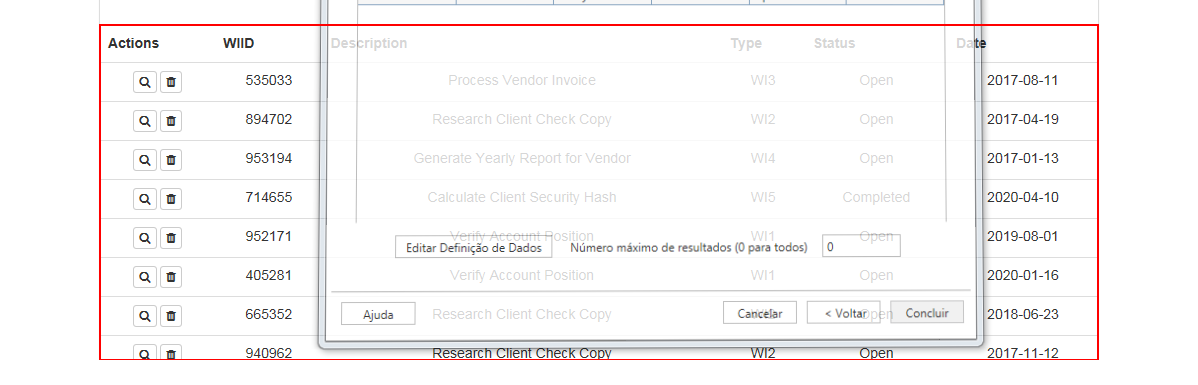 Actions WIID Description Type Status Date
535033 Process Vendor Invoice WI3 Open 2017-08-11
894702 Research Client Check Copy WI2 Open 2017-04-19
953194 Generate Yearly Report for Vendor WI4 Open 2017-01-13
714655 Calculate Client Security Hash WI5 Completed 2020-04-10
952171 Verify Account Position WI1 Open 2019-08-01
Editar Definição de Dados Número máximo de resultados (0 para todos) 0
405281 Verify Account Position WI1 Open 2020-01-16
665352 Research Client Check Copy Open 2018-06-23
Ajuda Cancelar < Voltar Concluir
940962 Research Client Check Copy WI2 Open 2017-11-12